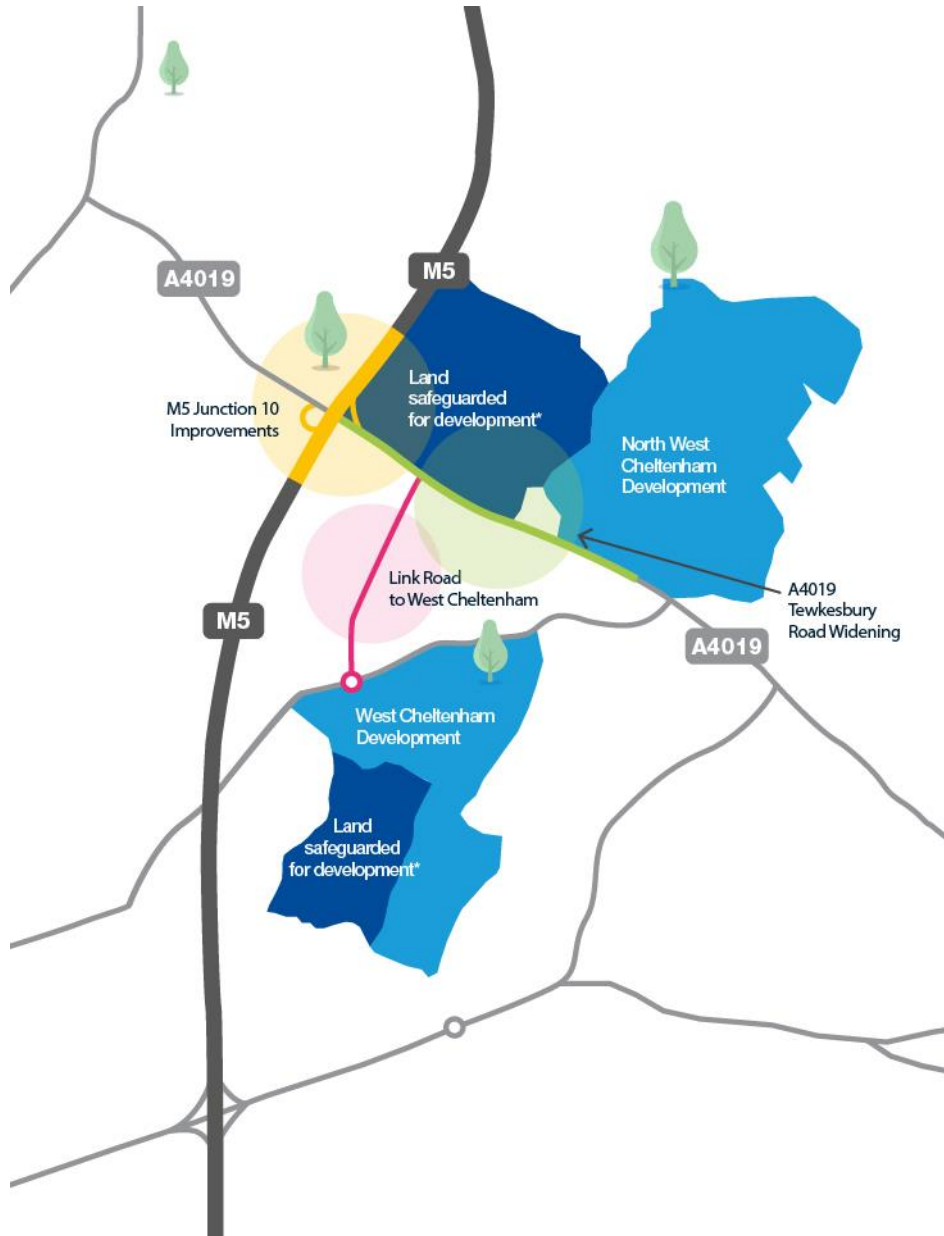 M5
A4019
Land
safeguarded
for development*
M5 Junction 10
Improvements
North West
Cheltenham
Development
Link Road
to West Cheltenham
A4019
Tewkesbury
Road Widening
M5
A4019
West Cheltenham
Development
Land
safeguarded
for development*